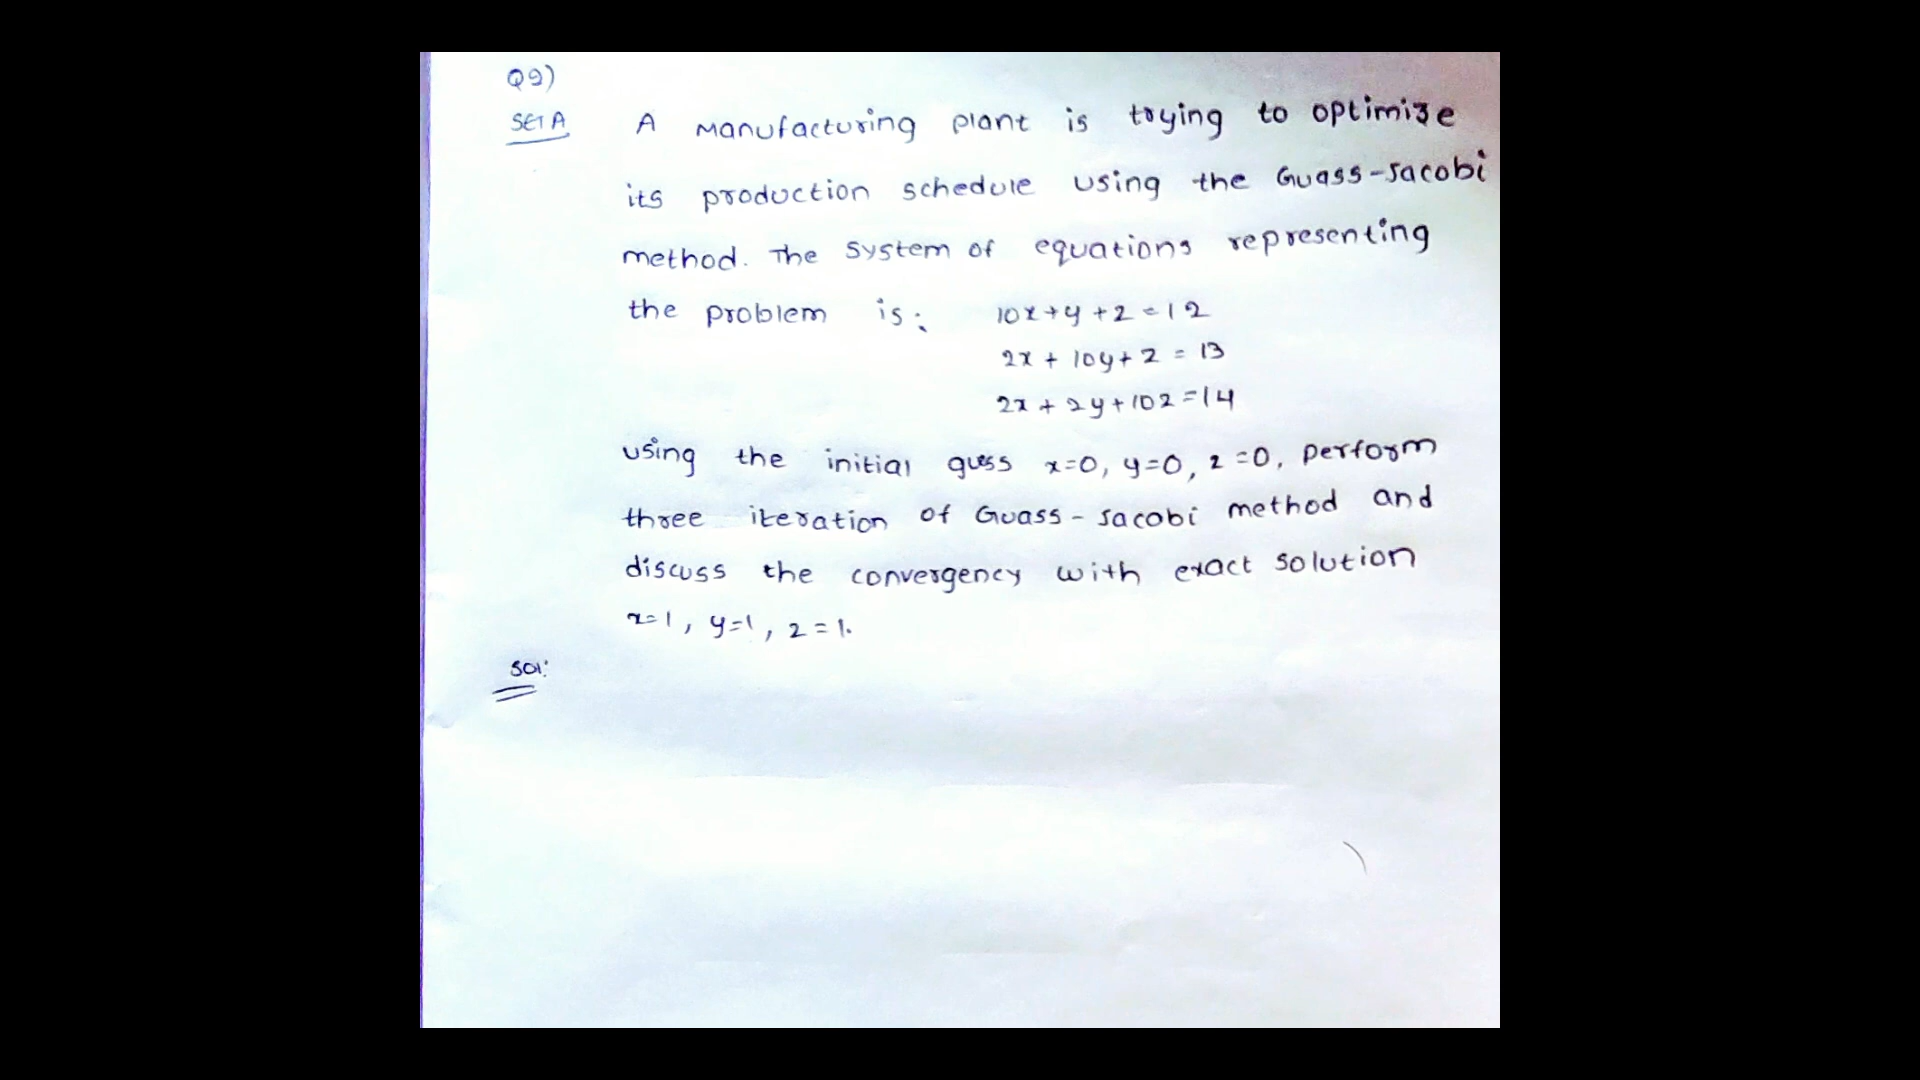 Q9)
SET A A Manufacturing plant is trying to optimize
its production schedule using the Guass-Jacobi
method. The System of equations representing
the problem is: 10x+y+z=12
2x + 10y + z = 13
2x + 2y + 10z = 14
using the initial guess x=0, y=0, z=0, perform
three iteration of Guass-Jacobi method and
discuss the convergency with exact solution
x=1, y=1, z=1.
Sol: